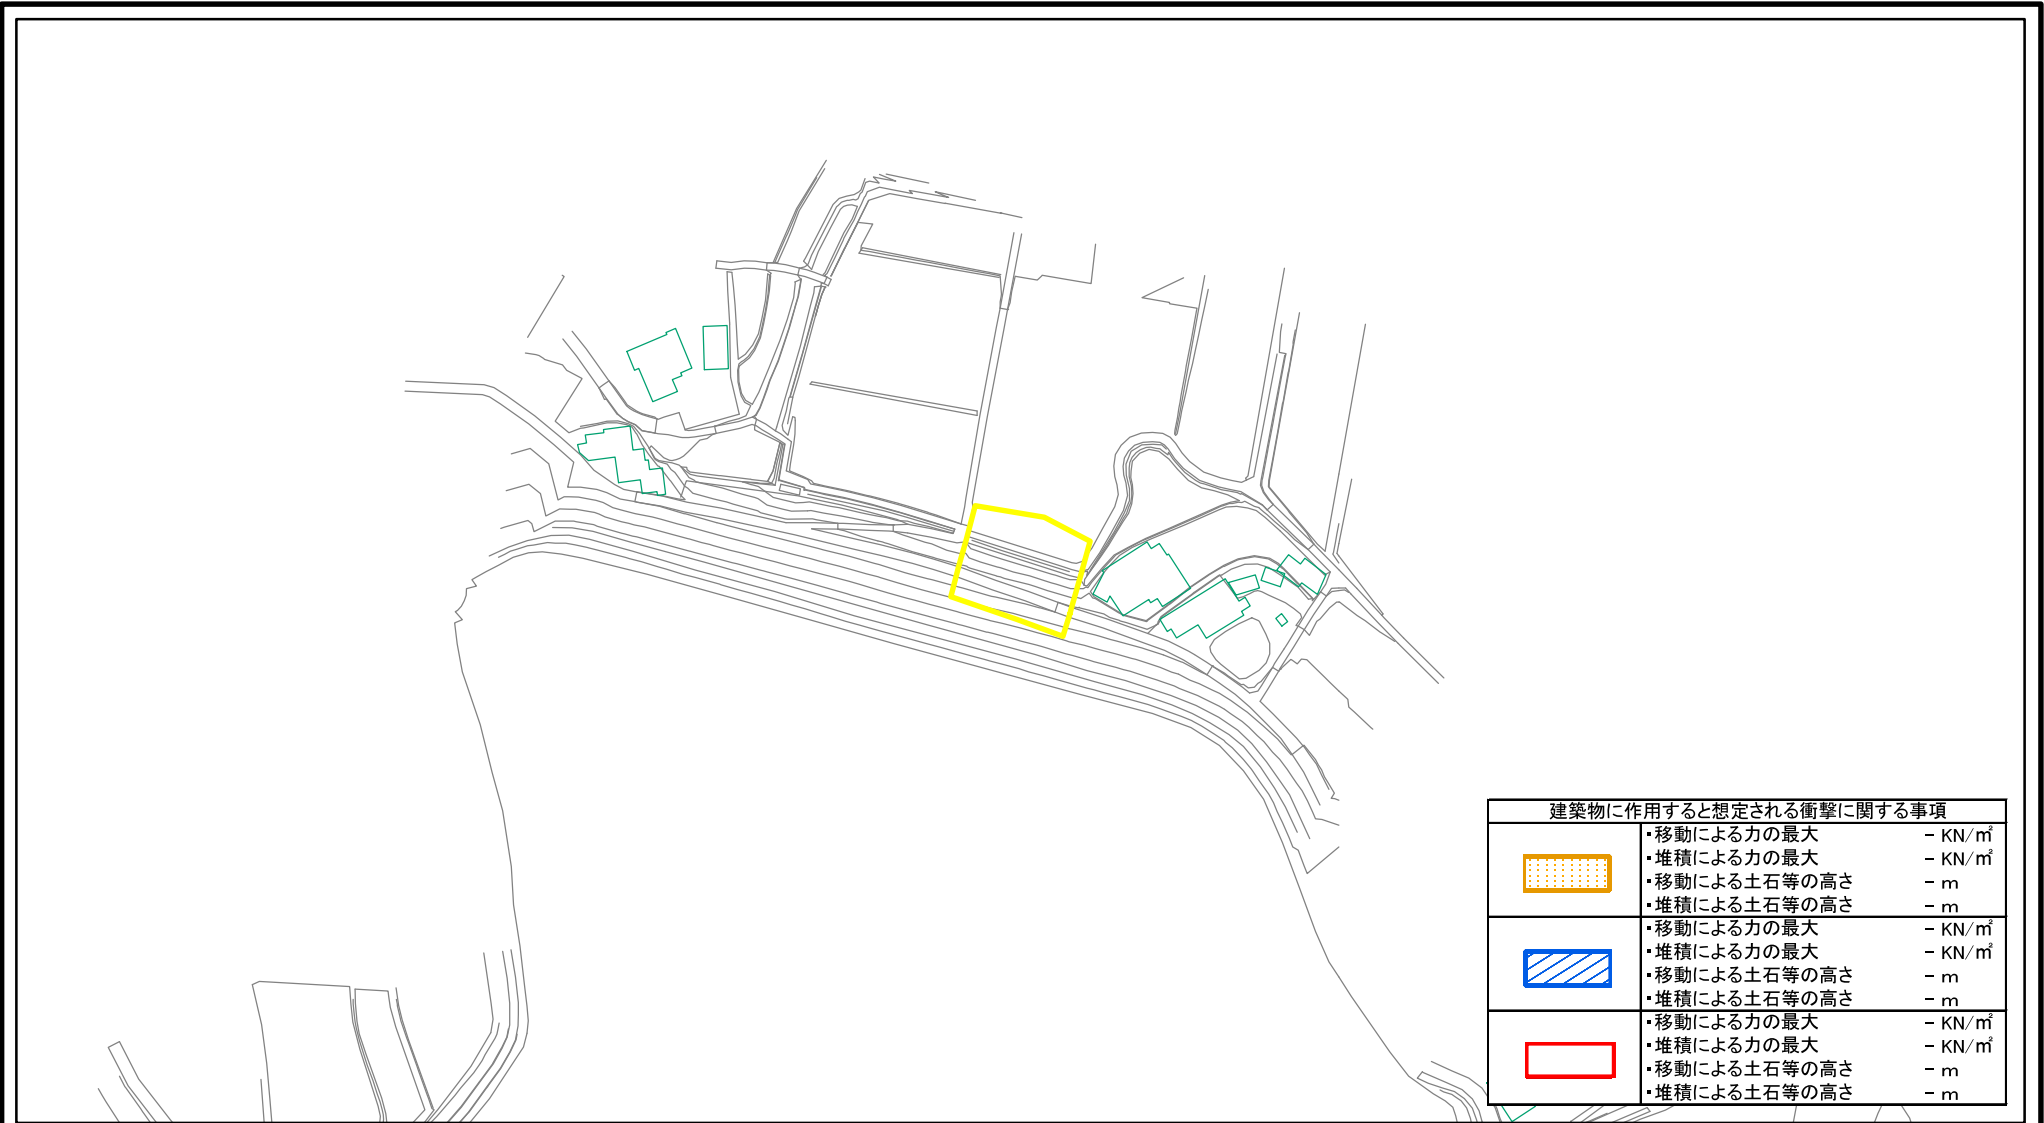 建築物に作用すると想定される衝撃に関する事項
・移動による力の最大 － KN/㎡
・堆積による力の最大 － KN/㎡
・移動による土石等の高さ － ｍ
・堆積による土石等の高さ － ｍ
・移動による力の最大 － KN/㎡
・堆積による力の最大 － KN/㎡
・移動による土石等の高さ － ｍ
・堆積による土石等の高さ － ｍ
・移動による力の最大 － KN/㎡
・堆積による力の最大 － KN/㎡
・移動による土石等の高さ － ｍ
・堆積による土石等の高さ － ｍ